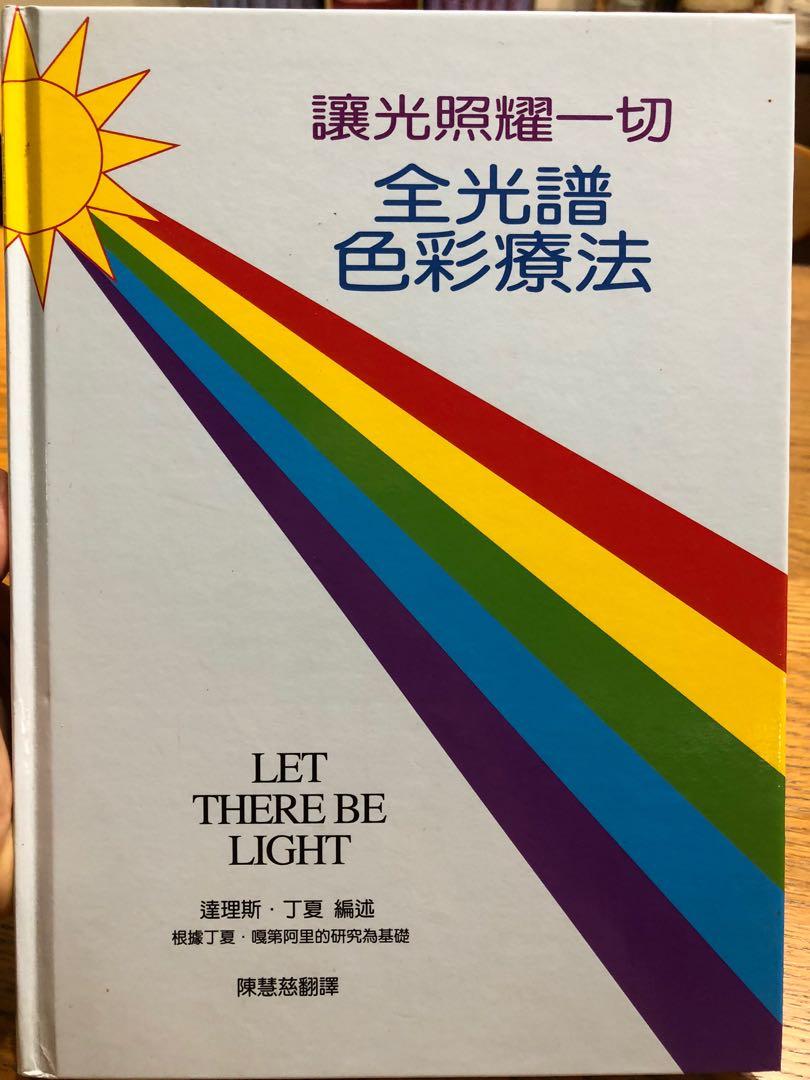 讓光照耀一切
全光譜
色彩療法
LET
THERE BE
LIGHT
達理斯・丁夏 編述
根據丁夏・嘎第阿里的研究為基礎
陳慧慈翻譯